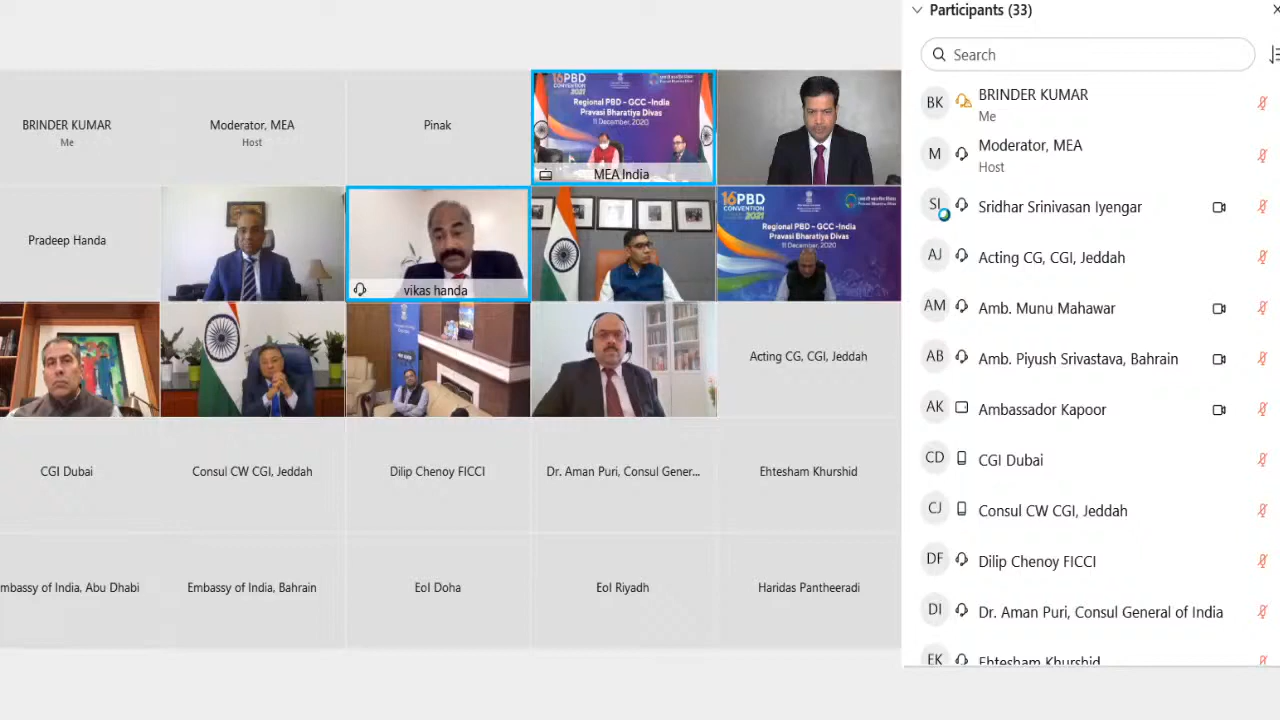 BRINDER KUMAR
Me
Moderator, MEA
Host
Pinak
16 PBD
CONVENTION
2021
Regional PBD - GCC -India
Pravasi Bharatiya Divas
11 December, 2020
MEA India
Pradeep Handa
vikas handa
16 PBD
CONVENTION
2021
Regional PBD - GCC -India
Pravasi Bharatiya Divas
11 December, 2020
Acting CG, CGI, Jeddah
CGI Dubai
Consul CW CGI, Jeddah
Dilip Chenoy FICCI
Dr. Aman Puri, Consul Gener...
Ehtesham Khurshid
mbassy of India, Abu Dhabi
Embassy of India, Bahrain
EoI Doha
EoI Riyadh
Haridas Pantheeradi
Participants (33)
Search
BK BRINDER KUMAR
Me
M Moderator, MEA
Host
SI Sridhar Srinivasan Iyengar
AJ Acting CG, CGI, Jeddah
AM Amb. Munu Mahawar
AB Amb. Piyush Srivastava, Bahrain
AK Ambassador Kapoor
CD CGI Dubai
CJ Consul CW CGI, Jeddah
DF Dilip Chenoy FICCI
DI Dr. Aman Puri, Consul General of India
EK Ehtesham Khurshid